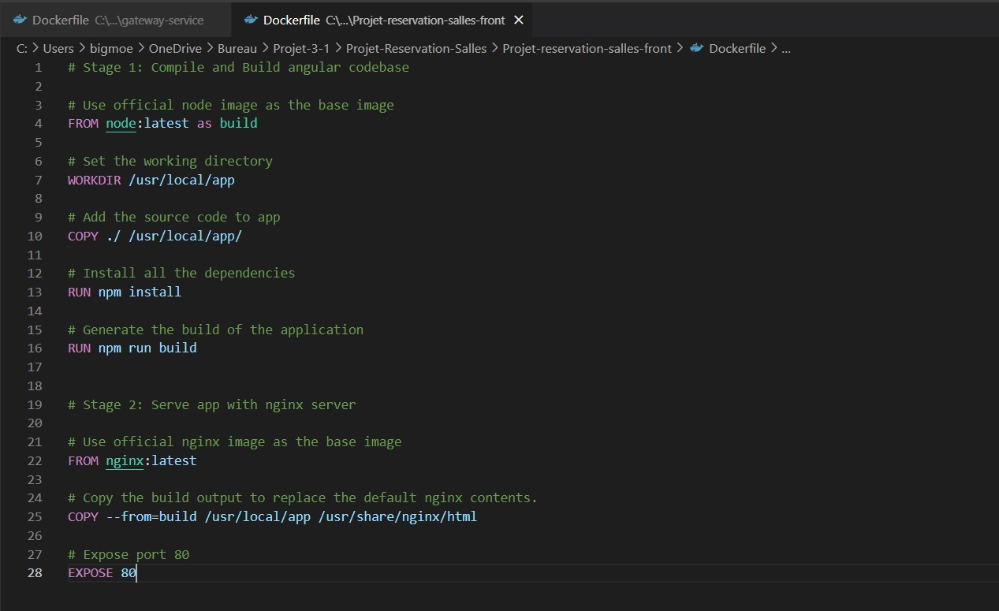 Dockerfile C:\...\gateway-service
Dockerfile C:\...\Projet-reservation-salles-front
C: > Users > bigmoe > OneDrive > Bureau > Projet-3-1 > Projet-Reservation-Salles > Projet-reservation-salles-front > Dockerfile > ...
1 # Stage 1: Compile and Build angular codebase
2
3 # Use official node image as the base image
4 FROM node:latest as build
5
6 # Set the working directory
7 WORKDIR /usr/local/app
8
9 # Add the source code to app
10 COPY ./ /usr/local/app/
11
12 # Install all the dependencies
13 RUN npm install
14
15 # Generate the build of the application
16 RUN npm run build
17
18
19 # Stage 2: Serve app with nginx server
20
21 # Use official nginx image as the base image
22 FROM nginx:latest
23
24 # Copy the build output to replace the default nginx contents.
25 COPY --from=build /usr/local/app /usr/share/nginx/html
26
27 # Expose port 80
28 EXPOSE 80